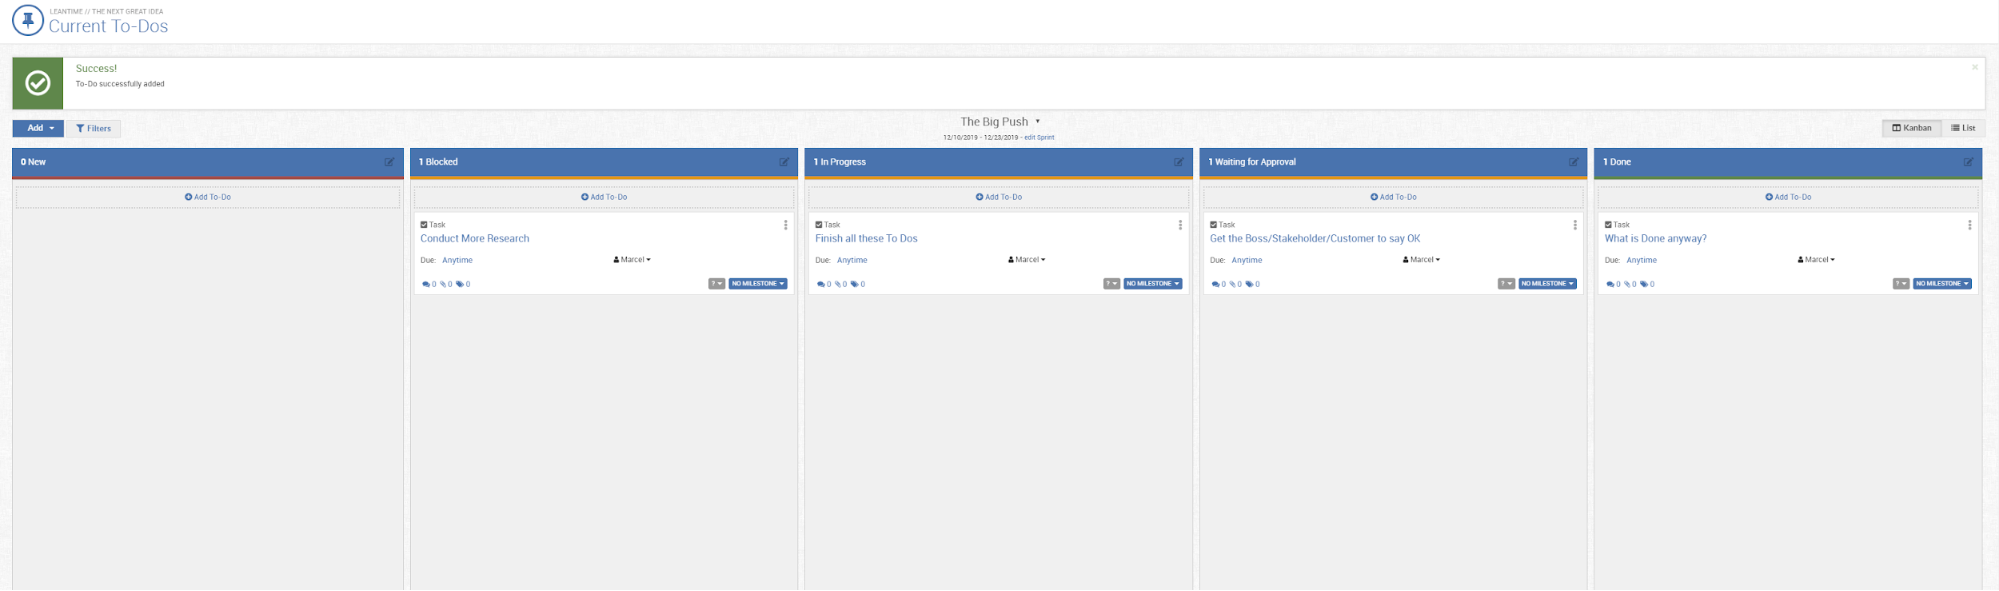 LEANTIME // THE NEXT GREAT IDEA
Current To-Dos
Success!
To-Do successfully added
×
Add
Filters
The Big Push
12/10/2019 - 12/23/2019 - edit Sprint
Kanban
List
0 New
1 Blocked
1 In Progress
1 Waiting for Approval
1 Done
Add To-Do
Add To-Do
Add To-Do
Add To-Do
Add To-Do
Task
Conduct More Research
Due: Anytime
Marcel
0 0 0
? NO MILESTONE
Task
Finish all these To Dos
Due: Anytime
Marcel
0 0 0
? NO MILESTONE
Task
Get the Boss/Stakeholder/Customer to say OK
Due: Anytime
Marcel
0 0 0
? NO MILESTONE
Task
What is Done anyway?
Due: Anytime
Marcel
0 0 0
? NO MILESTONE